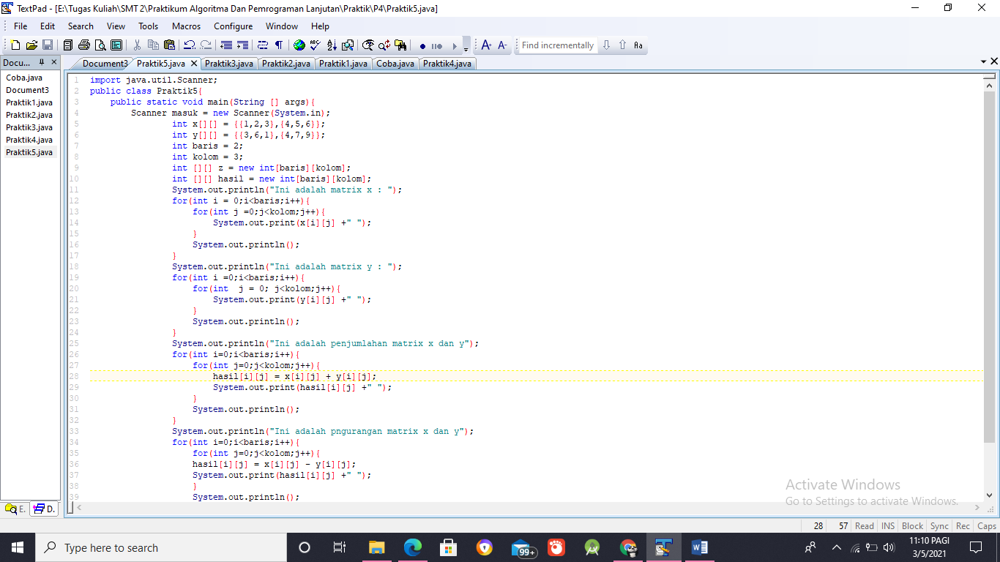 TextPad - [E:\Tugas Kuliah\SMT 2\Praktikum Algoritma Dan Pemrograman Lanjutan\Praktik\P4\Praktik5.java]
File Edit Search View Tools Macros Configure Window Help
Find incrementally
Docu...
Document3 Praktik5.java Praktik3.java Praktik2.java Praktik1.java Coba.java Praktik4.java
Coba.java
Document3
Praktik1.java
Praktik2.java
Praktik3.java
Praktik4.java
Praktik5.java
1 import java.util.Scanner;
2 public class Praktik5{
3 public static void main(String [] args){
4 Scanner masuk = new Scanner(System.in);
5 int x[][] = {{1,2,3},{4,5,6}};
6 int y[][] = {{3,6,1},{4,7,9}};
7 int baris = 2;
8 int kolom = 3;
9 int [][] z = new int[baris][kolom];
10 int [][] hasil = new int[baris][kolom];
11 System.out.println("Ini adalah matrix x : ");
12 for(int i = 0;i<baris;i++){
13 for(int j =0;j<kolom;j++){
14 System.out.print(x[i][j] +" ");
15 }
16 System.out.println();
17 }
18 System.out.println("Ini adalah matrix y : ");
19 for(int i =0;i<baris;i++){
20 for(int  j = 0; j<kolom;j++){
21 System.out.print(y[i][j] +" ");
22 }
23 System.out.println();
24 }
25 System.out.println("Ini adalah penjumlahan matrix x dan y");
26 for(int i=0;i<baris;i++){
27 for(int j=0;j<kolom;j++){
28 hasil[i][j] = x[i][j] + y[i][j];
29 System.out.print(hasil[i][j] +" ");
30 }
31 System.out.println();
32 }
33 System.out.println("Ini adalah pngurangan matrix x dan y");
34 for(int i=0;i<baris;i++){
35 for(int j=0;j<kolom;j++){
36 hasil[i][j] = x[i][j] - y[i][j];
37 System.out.print(hasil[i][j] +" ");
38 }
39 System.out.println();
Activate Windows
Go to Settings to activate Windows.
E. D.
28 57 Read INS Block Sync Rec Caps
Type here to search
99+
11:10 PAGI
3/5/2021